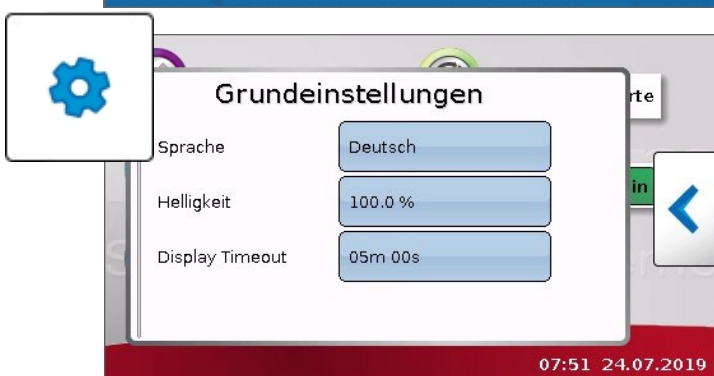 Grundeinstellungen
rte
Sprache
Deutsch
in
Helligkeit
100.0 %
Display Timeout
05m 00s
07:51 24.07.2019